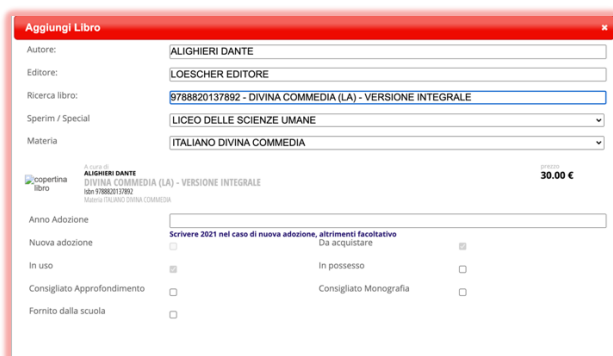 Aggiungi Libro
Autore: ALIGHIERI DANTE
Editore: LOESCHER EDITORE
Ricerca libro: 9788820137892 - DIVINA COMMEDIA (LA) - VERSIONE INTEGRALE
Sperim / Special LICEO DELLE SCIENZE UMANE
Materia ITALIANO DIVINA COMMEDIA
copertina libro
A cura di
ALIGHIERI DANTE
DIVINA COMMEDIA (LA) - VERSIONE INTEGRALE
Isbn 9788820137892
Materia ITALIANO DIVINA COMMEDIA
prezzo
30.00 €
Anno Adozione
Scrivere 2021 nel caso di nuova adozione, altrimenti facoltativo
Nuova adozione Da acquistare
In uso In possesso
Consigliato Approfondimento Consigliato Monografia
Fornito dalla scuola